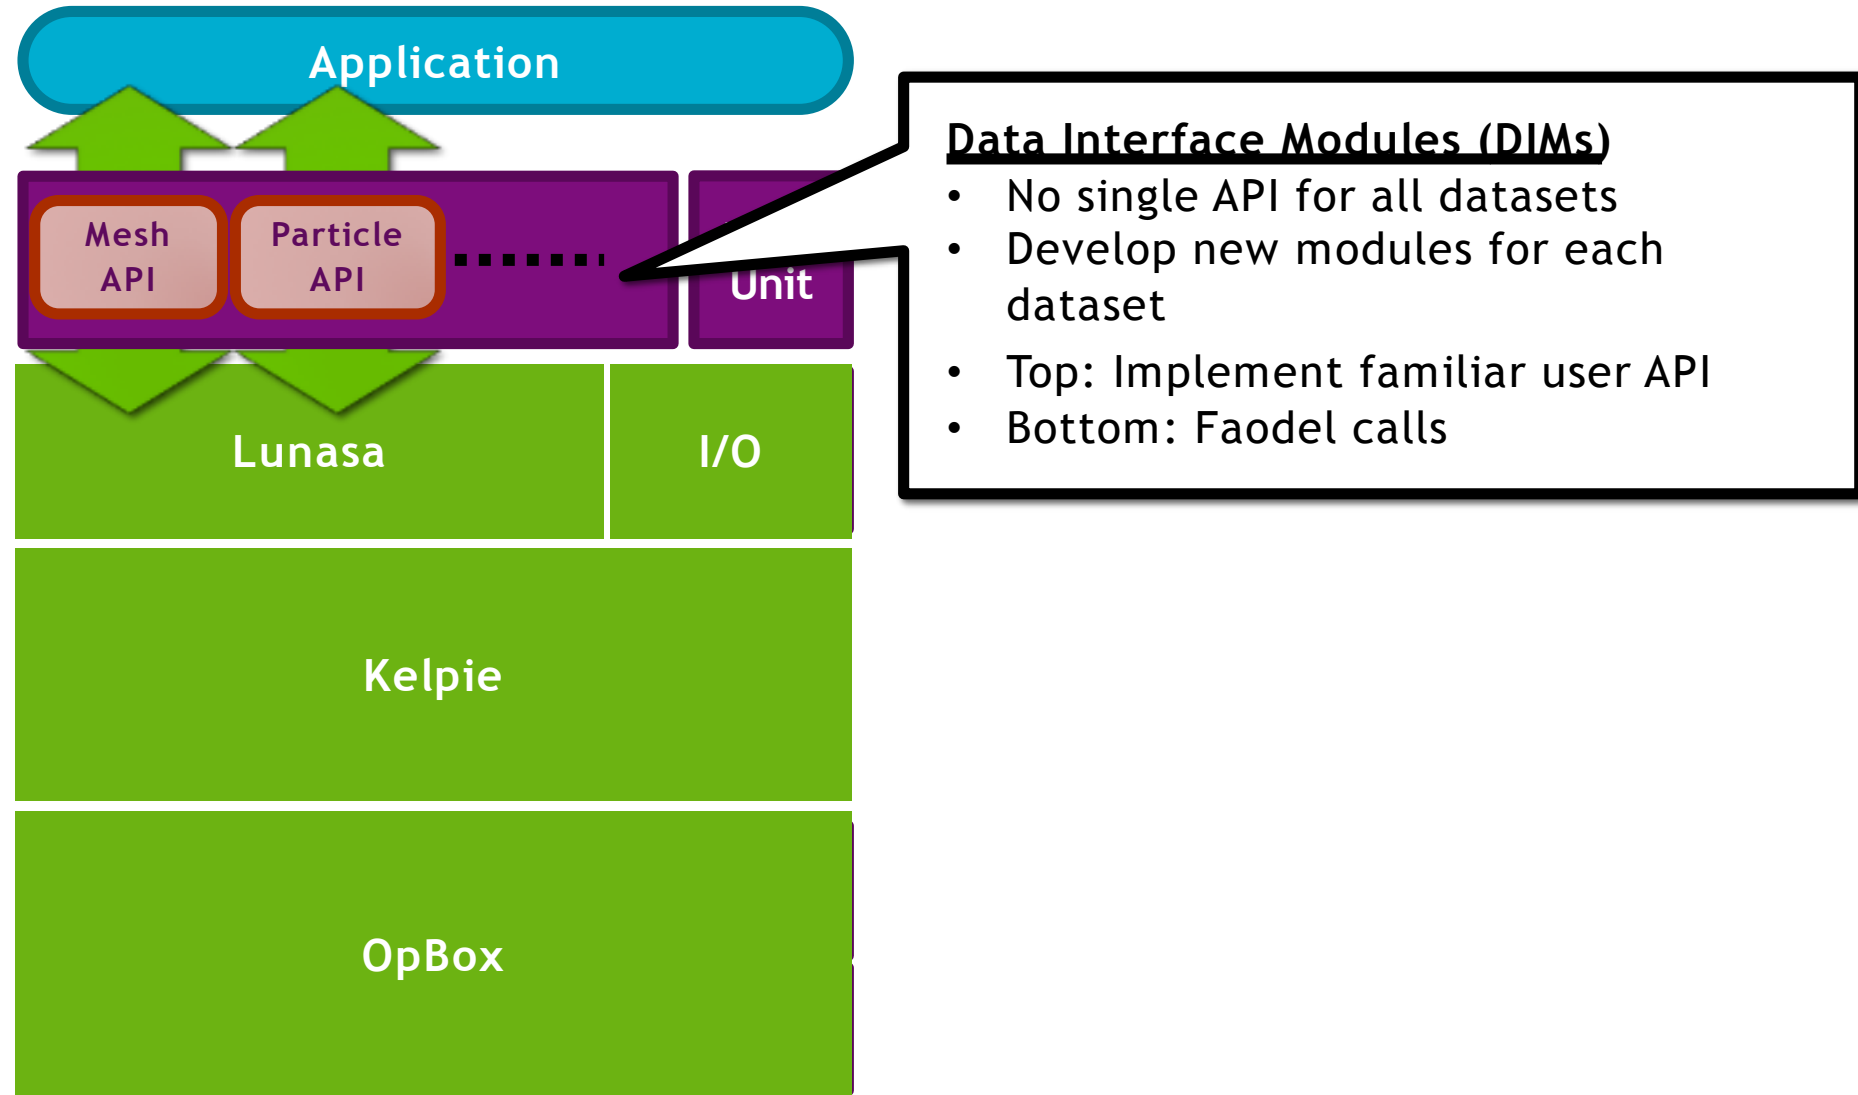 Application
Data Interface Modules (DIMs)
• No single API for all datasets
• Develop new modules for each
dataset
• Top: Implement familiar user API
• Bottom: Faodel calls
Mesh
API
Particle
API
Unit
Lunasa
I/O
Kelpie
OpBox